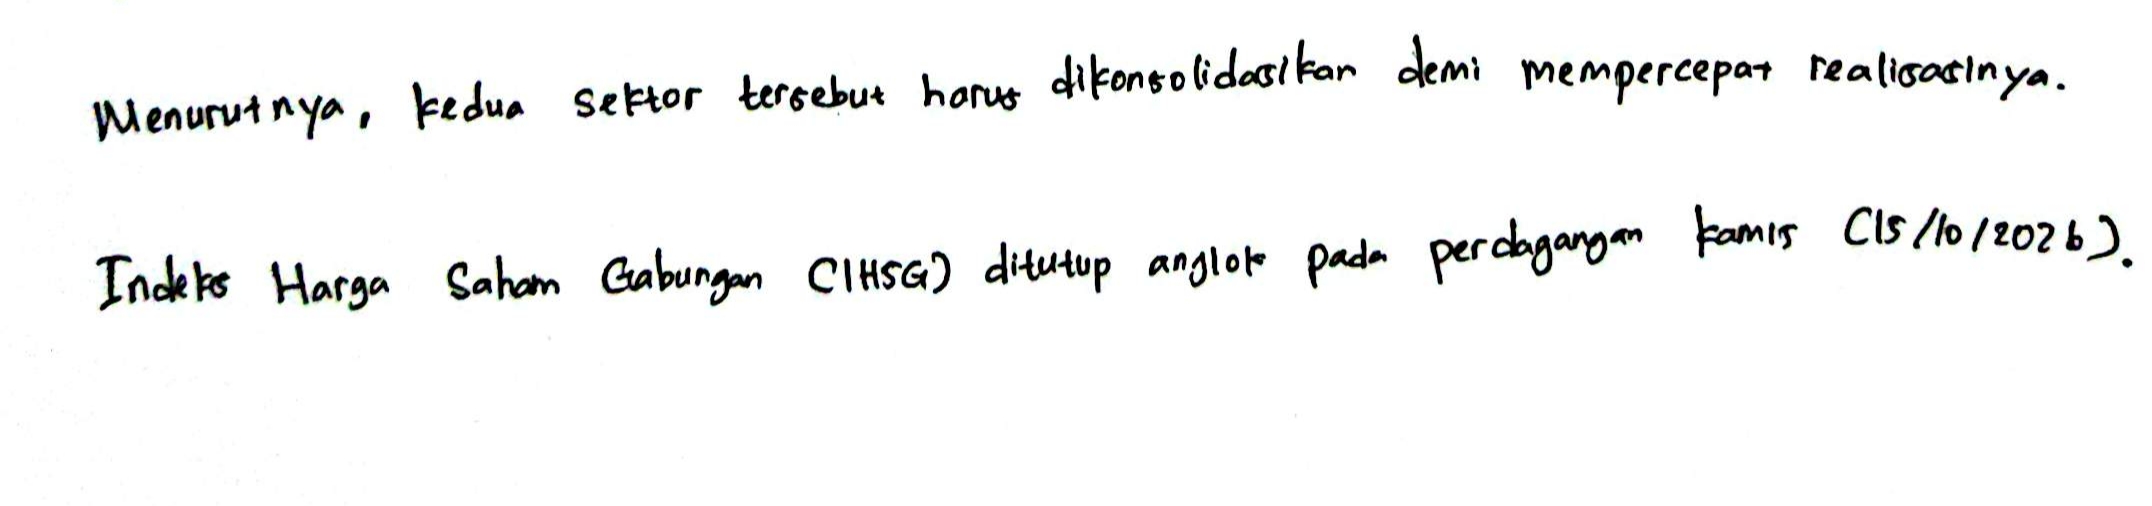 Menurutnya, kedua sektor tersebut harus dikonsolidasikan demi mempercepat realisasinya.
Indeks Harga Saham Gabungan (IHSG) ditutup anglok pada perdagangan kamis (15/10/2026).